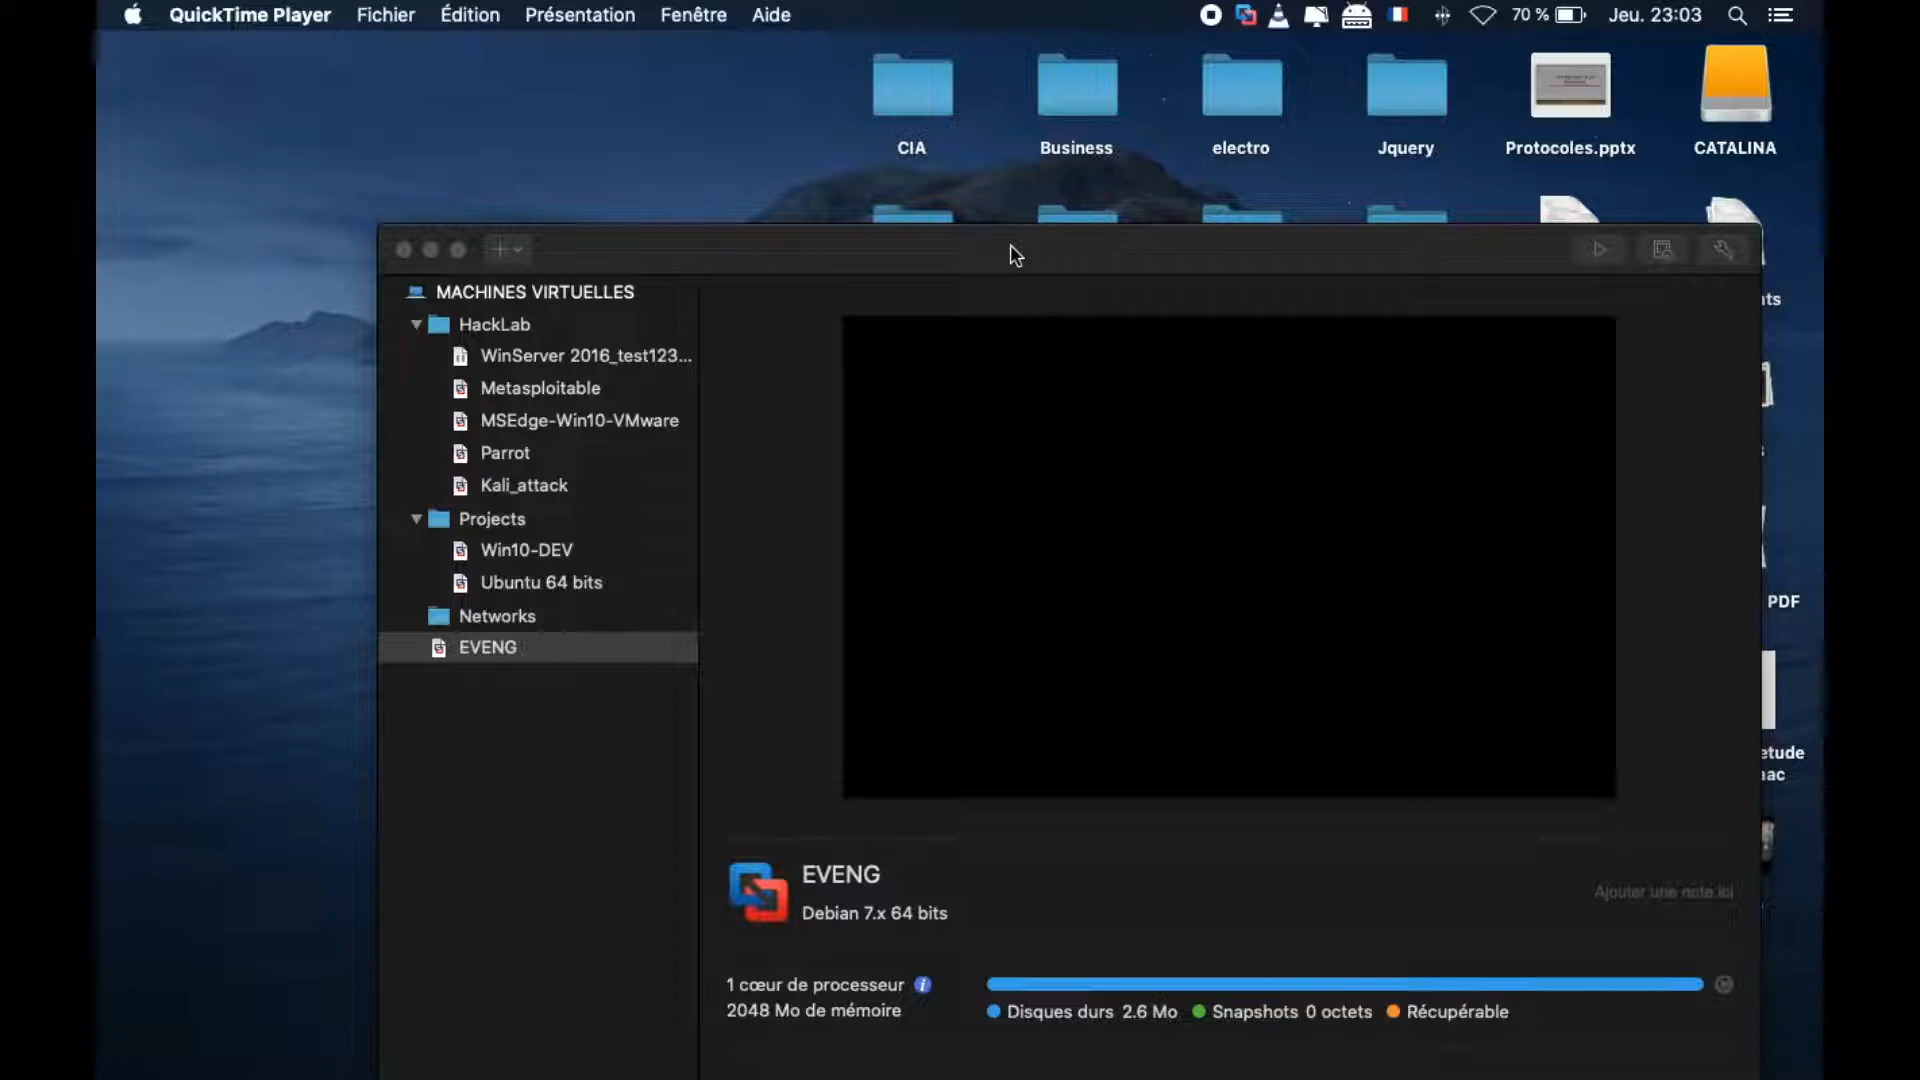 QuickTime Player Fichier Édition Présentation Fenêtre Aide 70 % Jeu. 23:03
CIA Business electro Jquery Protocoles.pptx CATALINA
MACHINES VIRTUELLES
HackLab
WinServer 2016_test123...
Metasploitable
MSEdge-Win10-VMware
Parrot
Kali_attack
Projects
Win10-DEV
Ubuntu 64 bits
Networks
EVENG
PDF
EVENG
Debian 7.x 64 bits
Ajouter une note ici
1 cœur de processeur
2048 Mo de mémoire
Disques durs 2.6 Mo Snapshots 0 octets Récupérable